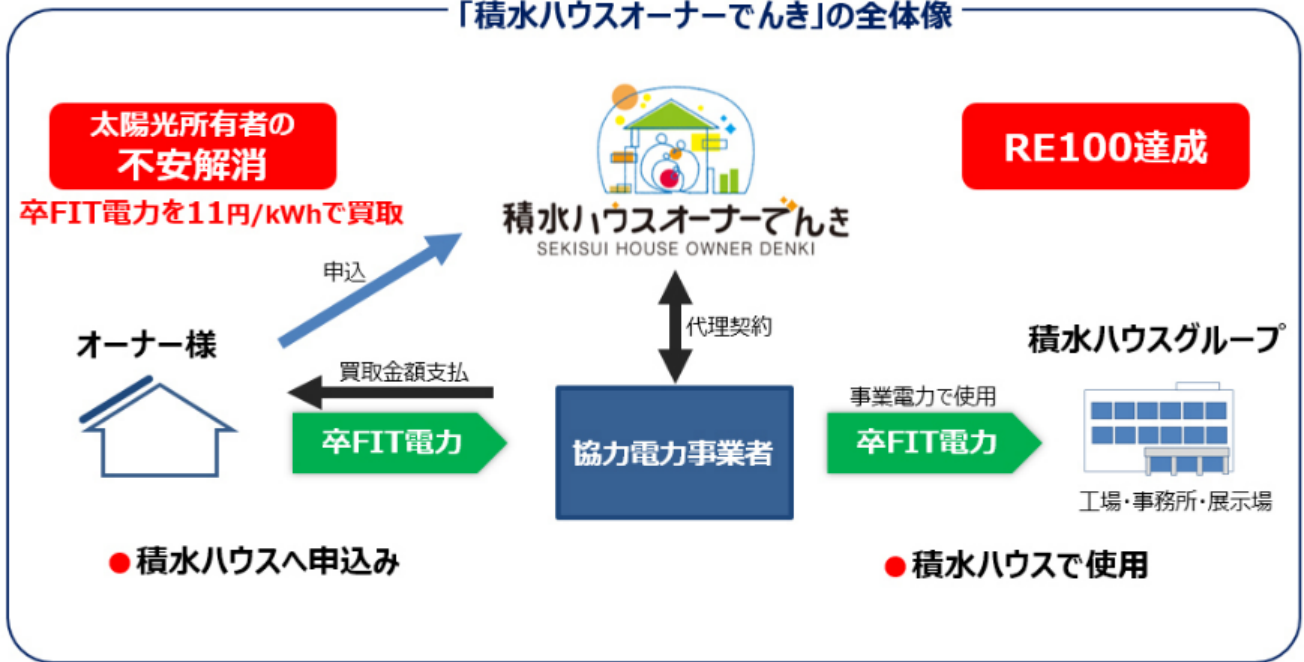 「積水ハウスオーナーでんき」の全体像
太陽光所有者の
不安解消
卒FIT電力を11円/kWhで買取
積水ハウスオーナーでんき
SEKISUI HOUSE OWNER DENKI
RE100達成
申込
代理契約
オーナー様
買取金額支払
卒FIT電力
協力電力事業者
事業電力で使用
卒FIT電力
積水ハウスグループ
工場・事務所・展示場
●積水ハウスへ申込み
●積水ハウスで使用